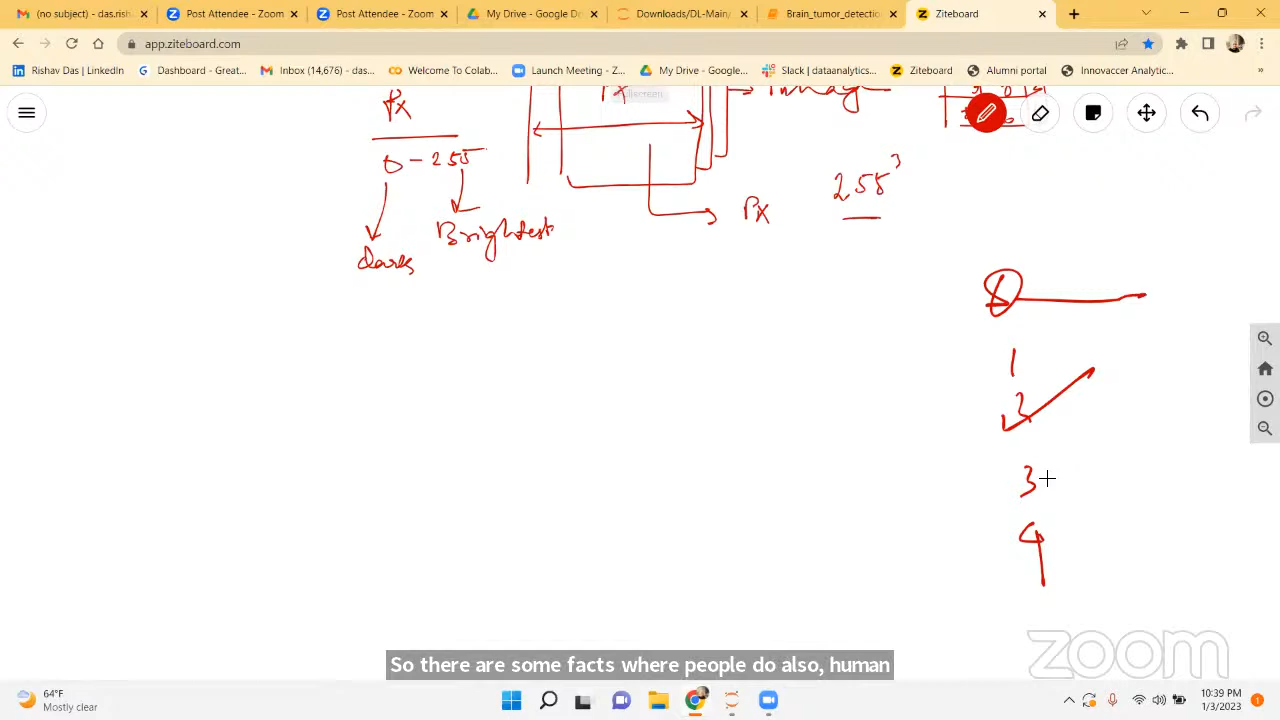 (no subject) - das.rish
Post Attendee - Zoom
Post Attendee - Zoom
My Drive - Google D
Downloads/DL-Main/
Brain_tumor_detectio
Ziteboard
app.ziteboard.com
Rishav Das | LinkedIn
Dashboard - Great...
Inbox (14,676) - das...
Welcome To Colab...
Launch Meeting - Z...
My Drive - Google...
Slack | dataanalytics...
Ziteboard
Alumni portal
Innovaccer Analytic...
Px
0 - 255
Dark
Brightest
Px
Px
255³
1
2
3
4
So there are some facts where people do also, human
zoom
64°F
Mostly clear
10:39 PM
1/3/2023
1